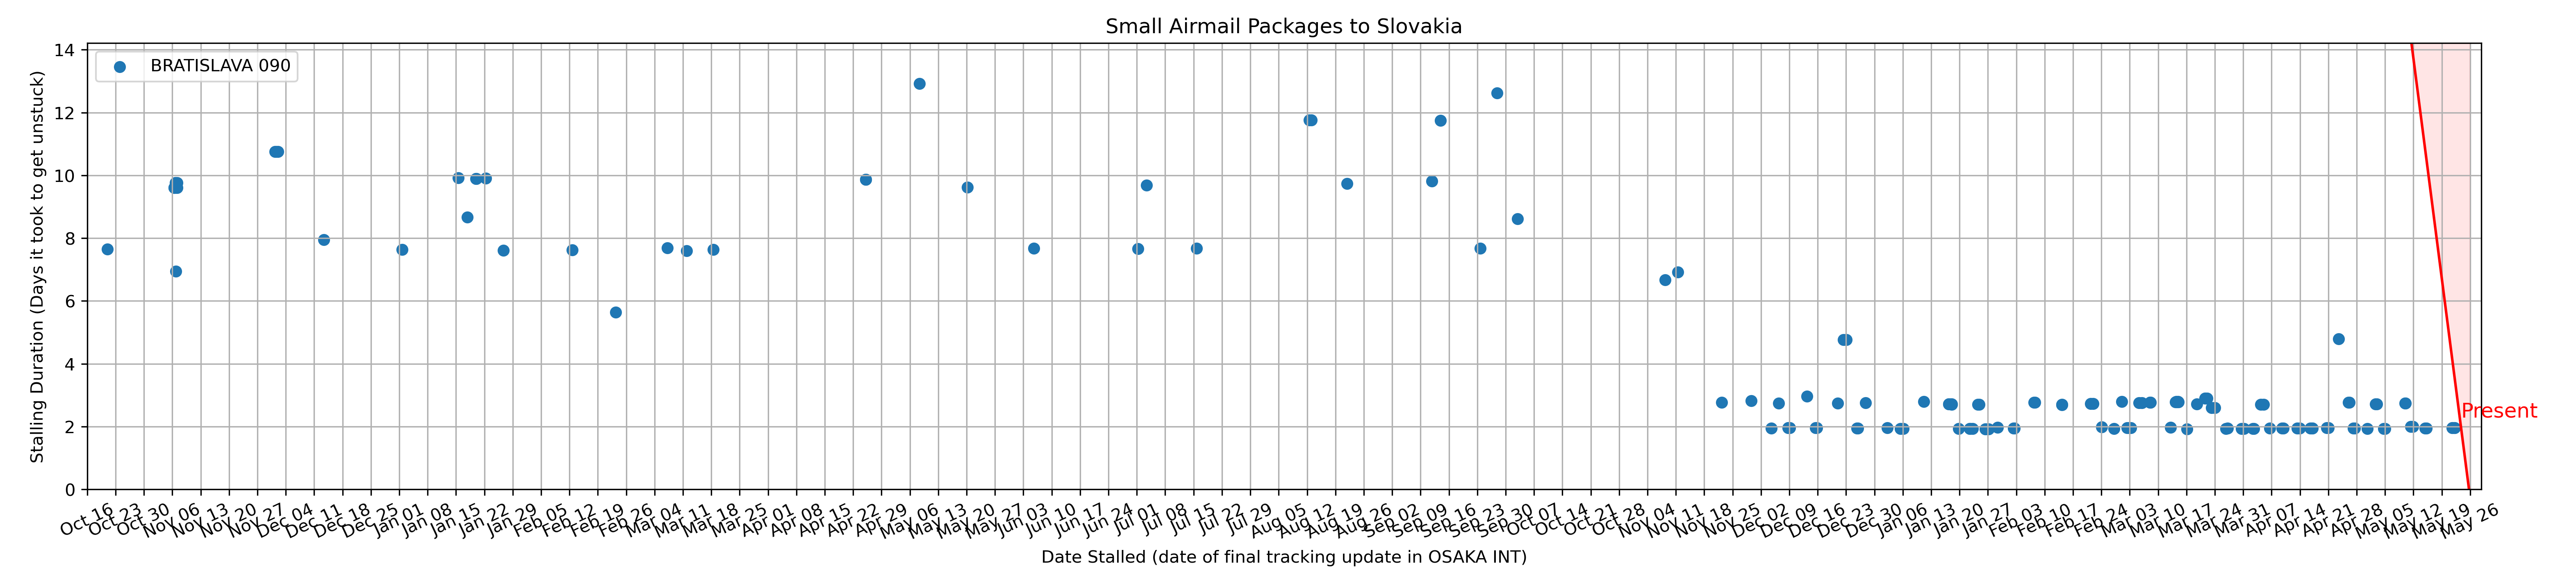 Small Airmail Packages to Slovakia
BRATISLAVA 090
Stalling Duration (Days it took to get unstuck)
14
12
10
8
6
4
2
0
Present
Oct 16 Oct 23 Oct 30 Nov 06 Nov 13 Nov 20 Nov 27 Dec 04 Dec 11 Dec 18 Dec 25 Jan 01 Jan 08 Jan 15 Jan 22 Jan 29 Feb 05 Feb 12 Feb 19 Feb 26 Mar 04 Mar 11 Mar 18 Mar 25 Apr 01 Apr 08 Apr 15 Apr 22 Apr 29 May 06 May 13 May 20 May 27 Jun 03 Jun 10 Jun 17 Jun 24 Jul 01 Jul 08 Jul 15 Jul 22 Jul 29 Aug 05 Aug 12 Aug 19 Aug 26 Sep 02 Sep 09 Sep 16 Sep 23 Sep 30 Oct 07 Oct 14 Oct 21 Oct 28 Nov 04 Nov 11 Nov 18 Nov 25 Dec 02 Dec 09 Dec 16 Dec 23 Dec 30 Jan 06 Jan 13 Jan 20 Jan 27 Feb 03 Feb 10 Feb 17 Feb 24 Mar 03 Mar 10 Mar 17 Mar 24 Mar 31 Apr 07 Apr 14 Apr 21 Apr 28 May 05 May 12 May 19 May 26
Date Stalled (date of final tracking update in OSAKA INT)